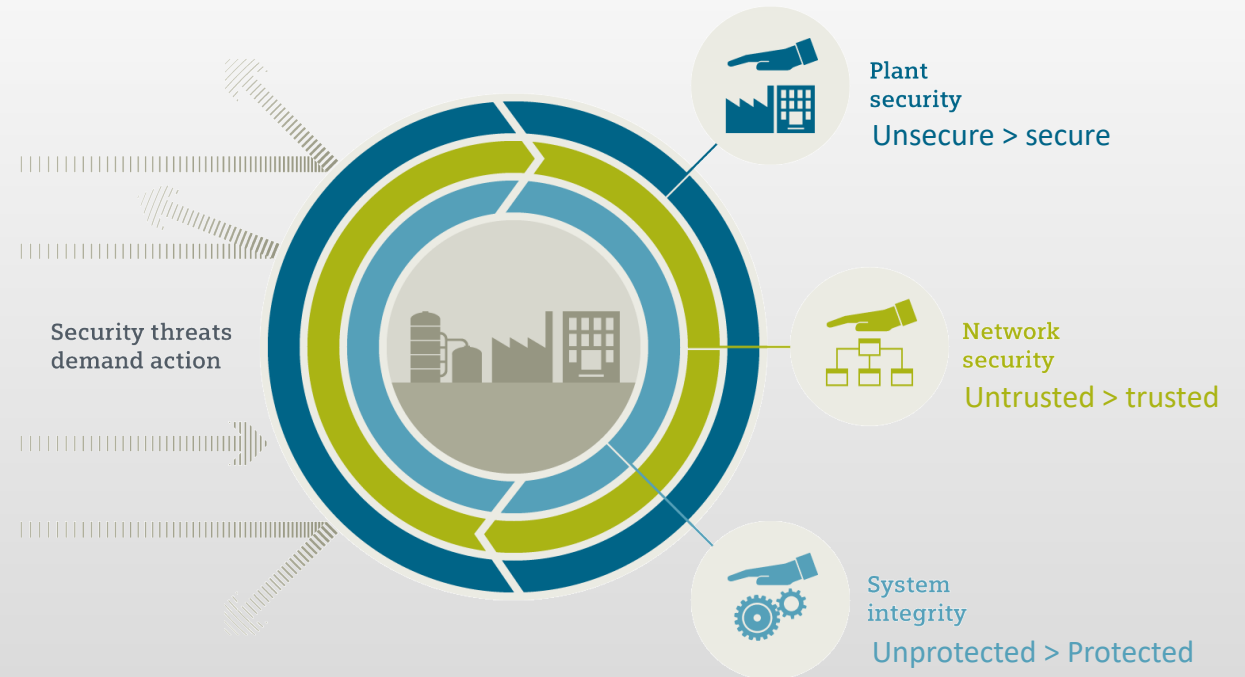 Plant
security
Unsecure > secure
Security threats
demand action
Network
security
Untrusted > trusted
System
integrity
Unprotected > Protected